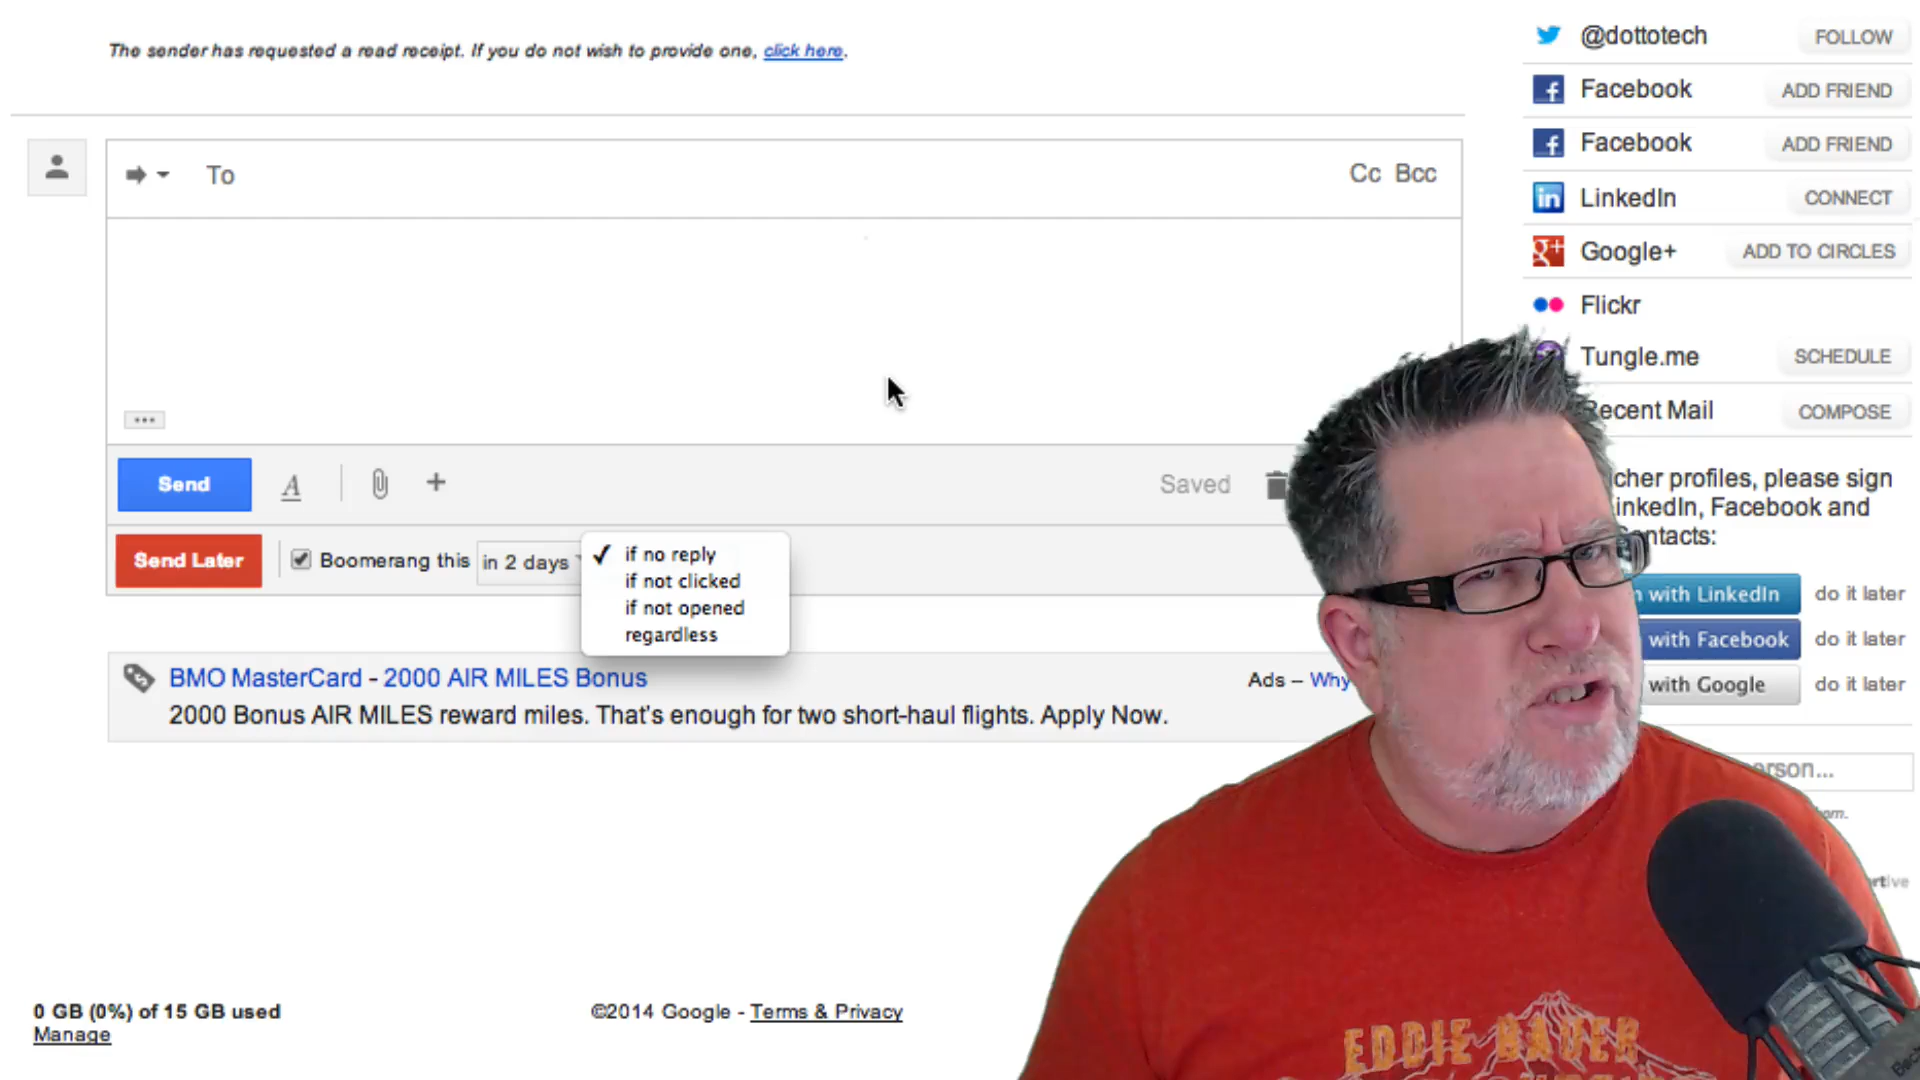 The sender has requested a read receipt. If you do not wish to provide one, click here.
To
Cc Bcc
Send
A
Saved
Send Later
Boomerang this
in 2 days
if no reply
if not clicked
if not opened
regardless
BMO MasterCard - 2000 AIR MILES Bonus
Ads – Why
2000 Bonus AIR MILES reward miles. That's enough for two short-haul flights. Apply Now.
0 GB (0%) of 15 GB used
Manage
©2014 Google - Terms & Privacy
@dottotech FOLLOW
Facebook ADD FRIEND
Facebook ADD FRIEND
LinkedIn CONNECT
Google+ ADD TO CIRCLES
Flickr
Tungle.me SCHEDULE
Recent Mail COMPOSE
profiles, please sign
LinkedIn, Facebook and
with LinkedIn do it later
with Facebook do it later
with Google do it later
EDDIE BAUER